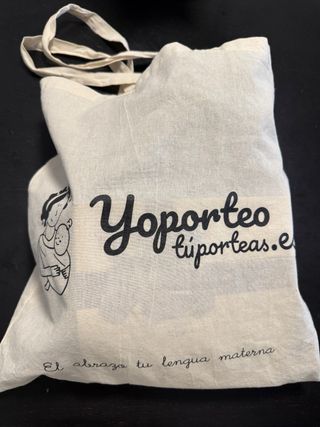 Yoporteo
túporteas.e
El abrazo tu lengua materna